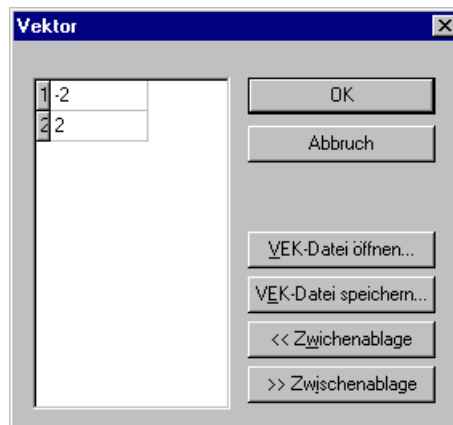 Vektor
1 -2
2 2
OK
Abbruch
VEK-Datei öffnen...
VEK-Datei speichern...
<< Zwichenablage
>> Zwischenablage